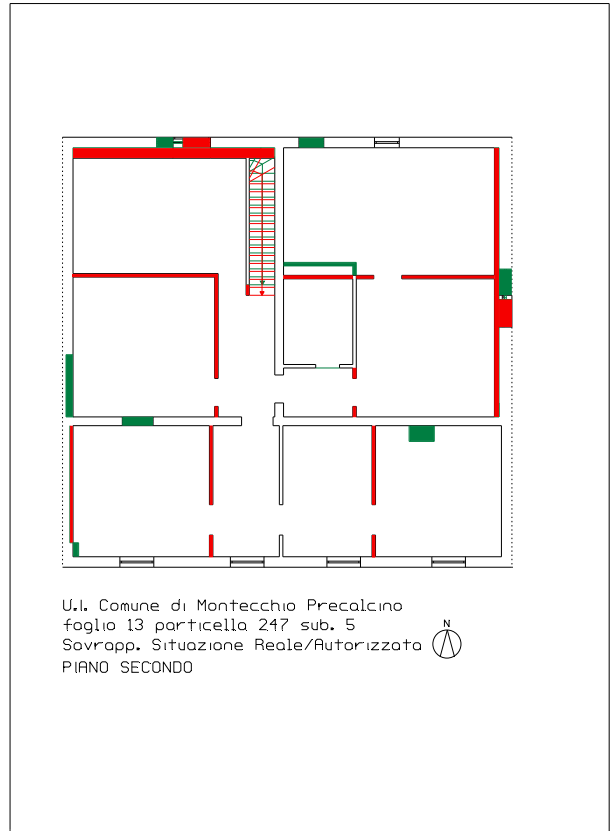 U.I. Comune di Montecchio Precalcino
foglio 13 particella 247 sub. 5
Sovrapp. Situazione Reale/Autorizzata
N
PIANO SECONDO